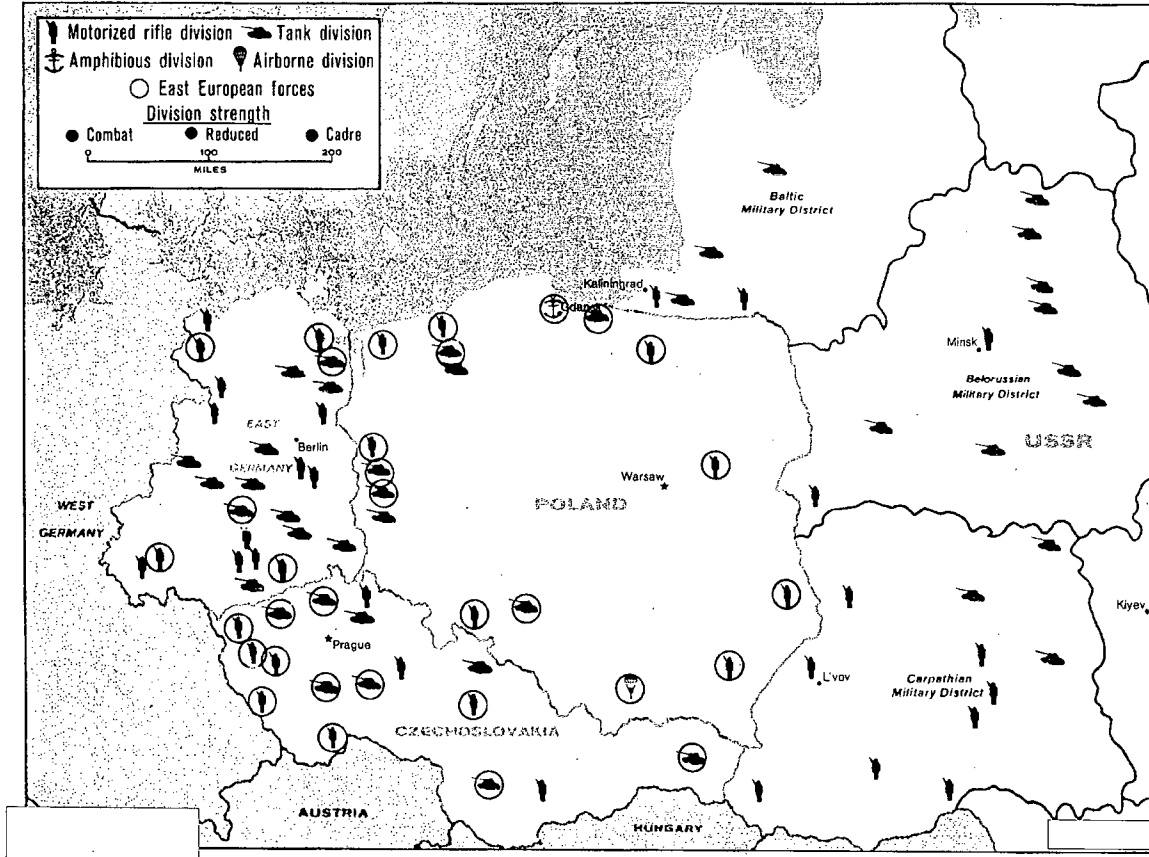 Motorized rifle division Tank division
Amphibious division Airborne division
East European forces
Division strength
Combat Reduced Cadre
0 100 200
MILES
Baltic
Military District
Kaliningrad
Gdansk
Minsk
Belorussian
Military District
USSR
EAST
GERMANY
Berlin
Warsaw
POLAND
WEST
GERMANY
Kiyev
Prague
L'vov
Carpathian
Military District
CZECHOSLOVAKIA
AUSTRIA
HUNGARY